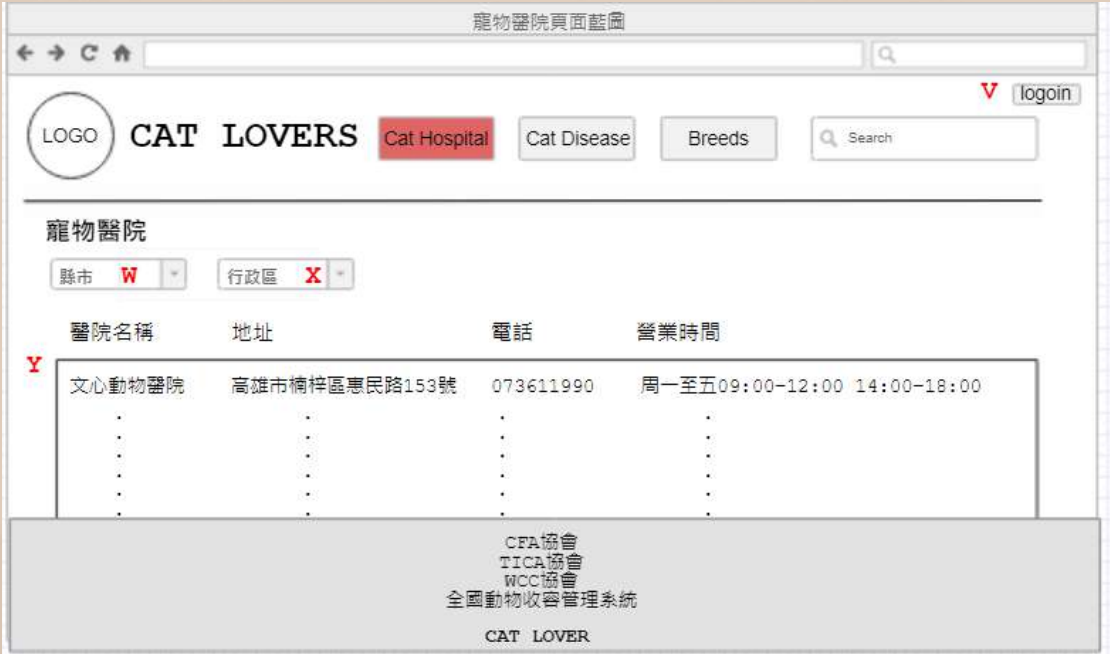 寵物醫院頁面藍圖
V logoin
LOGO CAT LOVERS Cat Hospital Cat Disease Breeds Search
寵物醫院
縣市 W 行政區 X
醫院名稱 地址 電話 營業時間
Y
文心動物醫院 高雄市楠梓區惠民路153號 073611990 周一至五09:00-12:00 14:00-18:00
CFA協會
TICA協會
WCC協會
全國動物收容管理系統
CAT LOVER